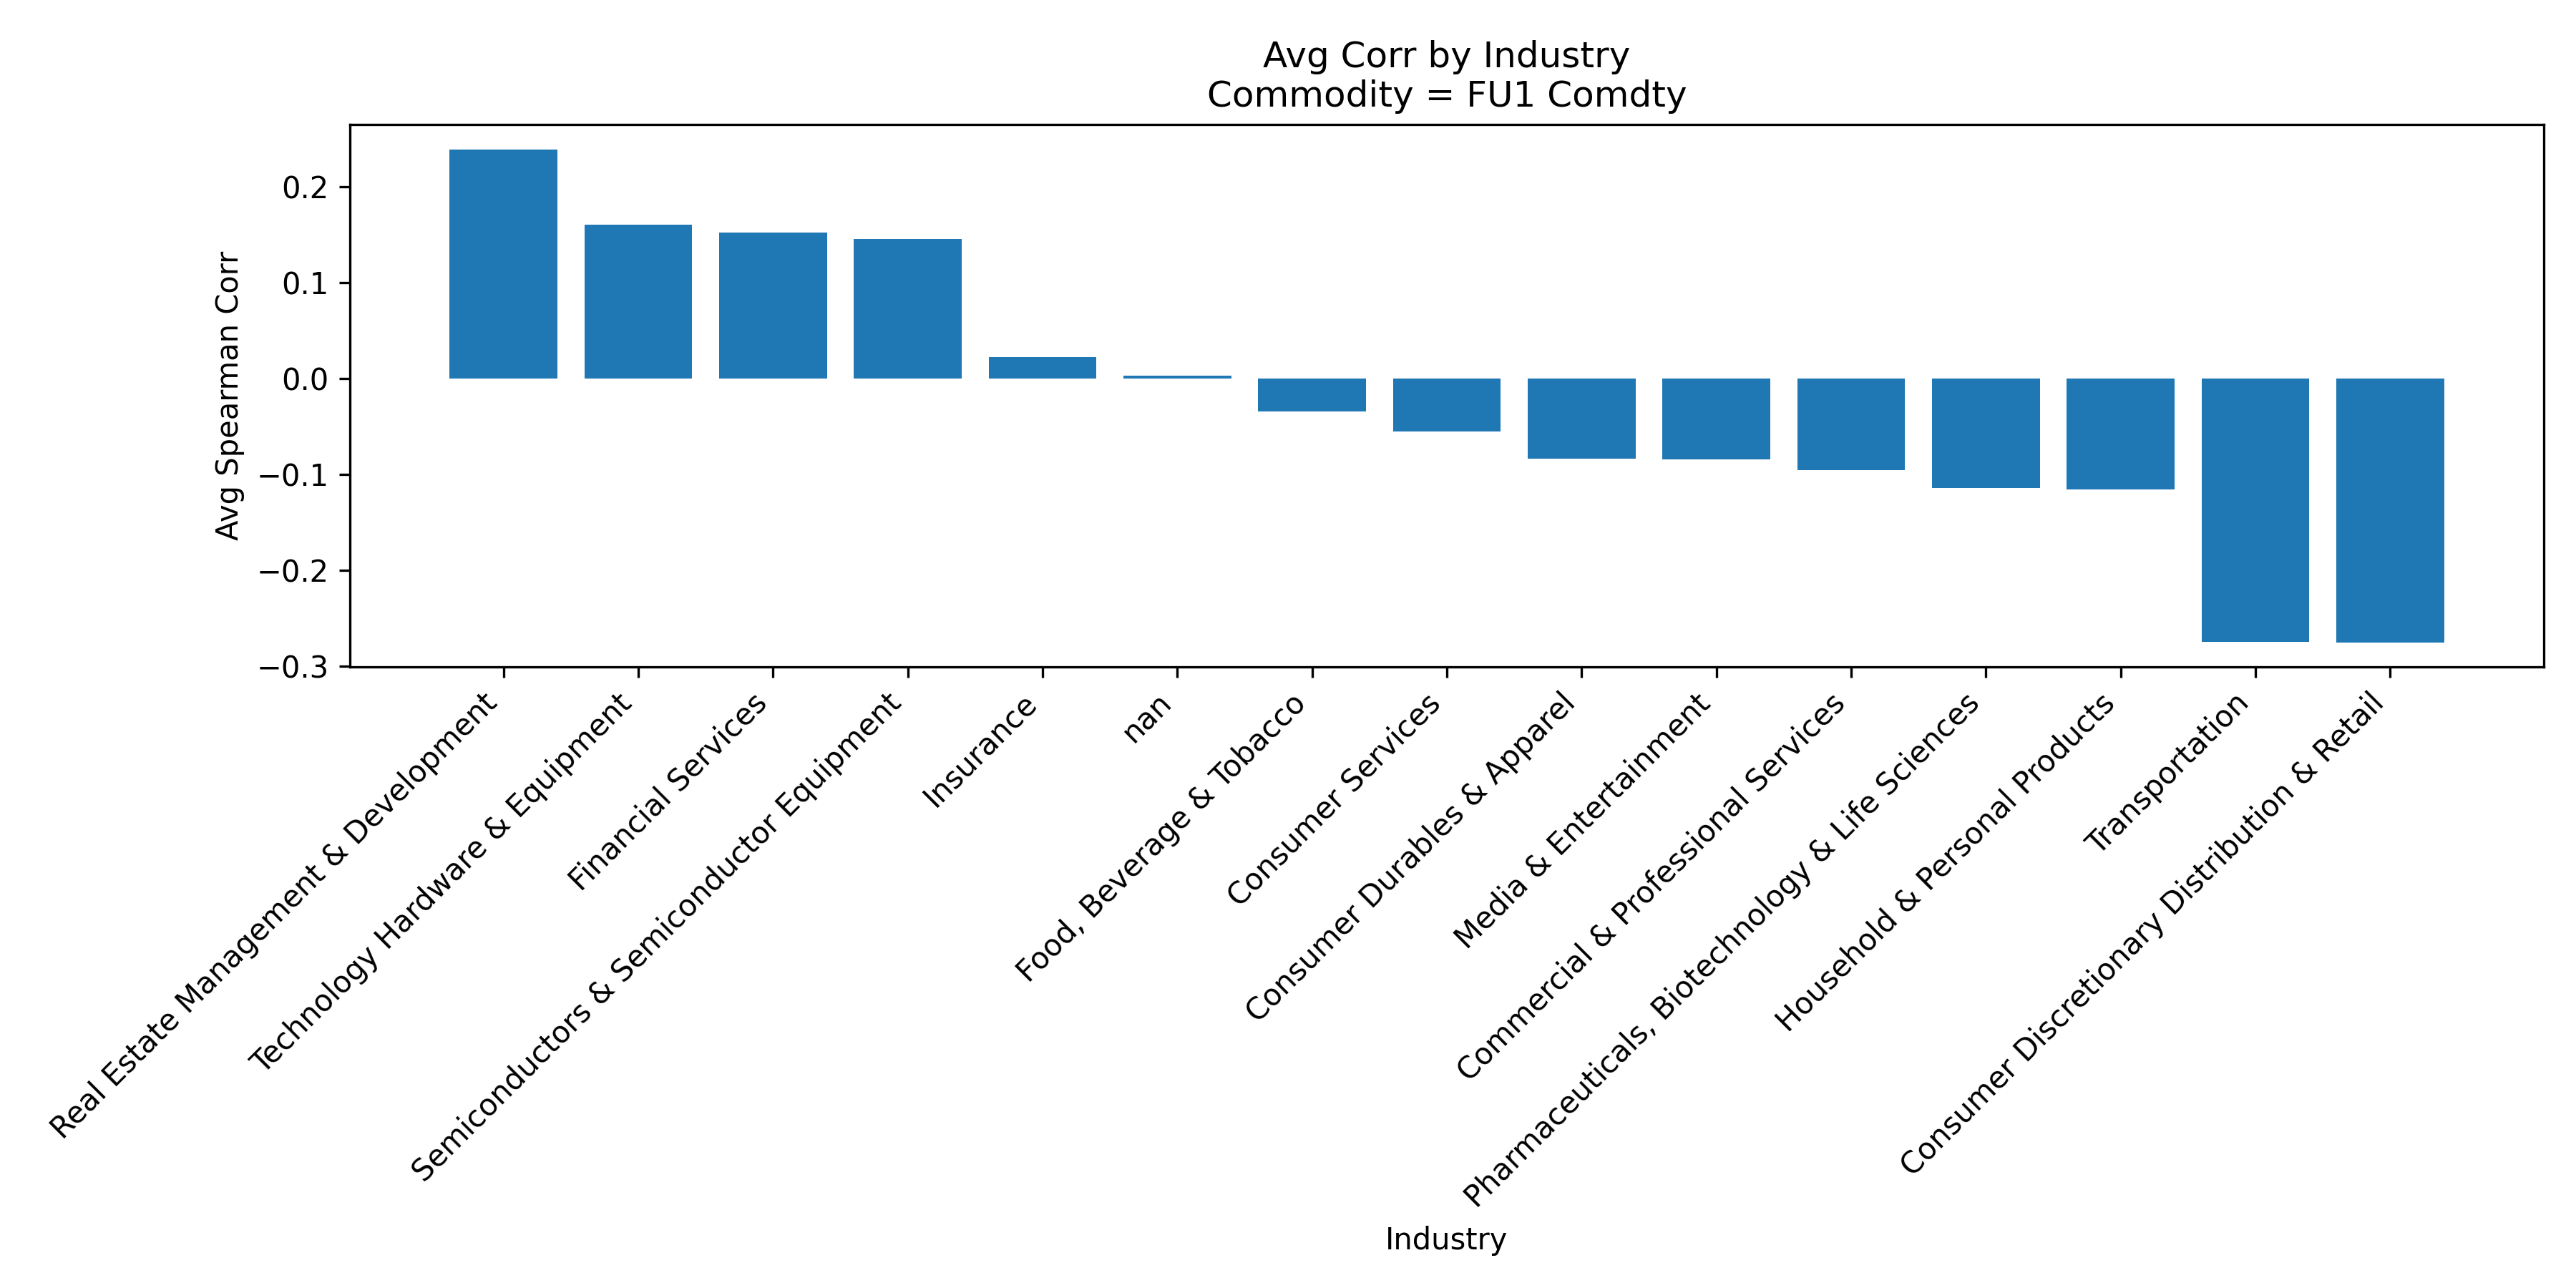 Avg Corr by Industry
Commodity = FU1 Comdty
Avg Spearman Corr
0.2
0.1
0.0
−0.1
−0.2
−0.3
Real Estate Management & Development
Technology Hardware & Equipment
Financial Services
Semiconductors & Semiconductor Equipment
Insurance
nan
Food, Beverage & Tobacco
Consumer Services
Consumer Durables & Apparel
Media & Entertainment
Commercial & Professional Services
Pharmaceuticals, Biotechnology & Life Sciences
Household & Personal Products
Transportation
Consumer Discretionary Distribution & Retail
Industry